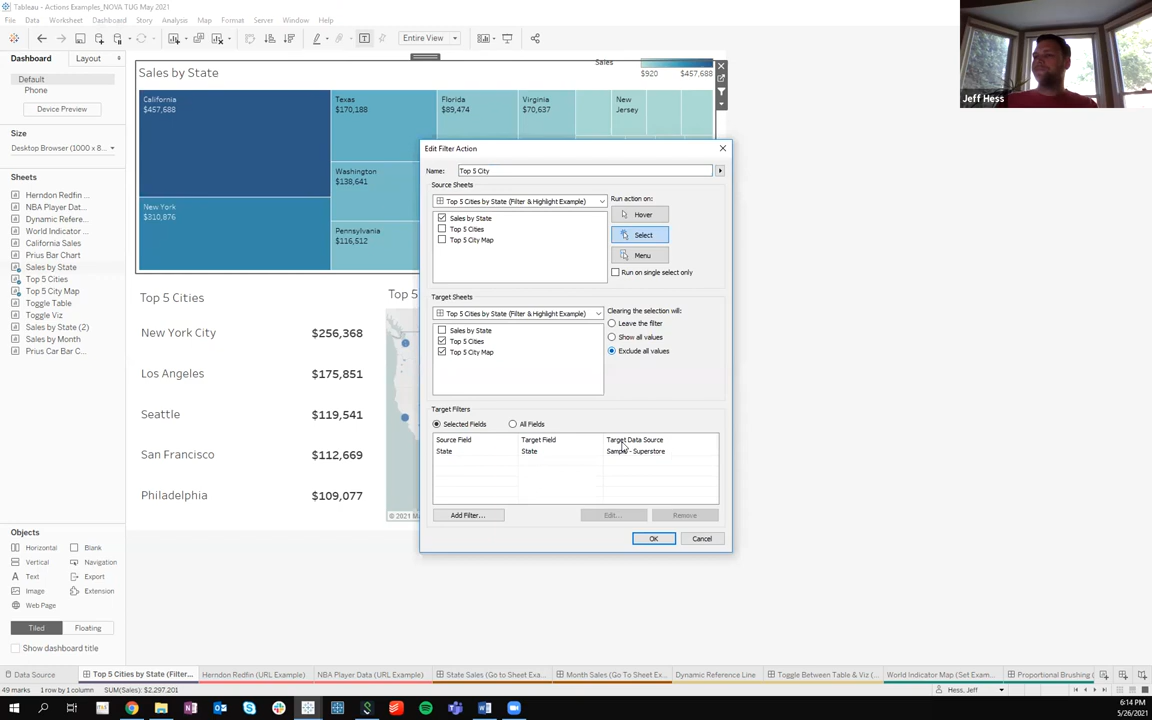 Tableau - Actions Examples_NOVA TUG May 2021
File Data Worksheet Dashboard Story Analysis Map Format Server Window Help
Entire View
Jeff Hess
Dashboard Layout
Default
Phone
Device Preview
Size
Desktop Browser (1000 x 8...
Sheets
Herndon Redfin ...
NBA Player Dat...
Dynamic Refere...
World Indicator ...
California Sales
Prius Bar Chart
Sales by State
Top 5 Cities
Top 5 City Map
Toggle Table
Toggle Viz
Sales by State (2)
Sales by Month
Prius Car Bar C...
Objects
Horizontal Blank
Vertical Navigation
Text Export
Image Extension
Web Page
Tiled Floating
Show dashboard title
Sales by State
Sales
$920 $457,688
California
$457,688
Texas
$170,188
Florida
$89,474
Virginia
$70,637
New
Jersey
New York
$310,876
Washington
$138,641
Pennsylvania
$116,512
Top 5 Cities
New York City $256,368
Los Angeles $175,851
Seattle $119,541
San Francisco $112,669
Philadelphia $109,077
Top 5
© 2021 M
Edit Filter Action
Name: Top 5 City
Source Sheets
Top 5 Cities by State (Filter & Highlight Example)
Sales by State
Top 5 Cities
Top 5 City Map
Run action on:
Hover
Select
Menu
Run on single select only
Target Sheets
Top 5 Cities by State (Filter & Highlight Example)
Sales by State
Top 5 Cities
Top 5 City Map
Clearing the selection will:
Leave the filter
Show all values
Exclude all values
Target Filters
Selected Fields All Fields
Source Field Target Field Target Data Source
State State Sample - Superstore
Add Filter... Edit... Remove
OK Cancel
Data Source Top 5 Cities by State (Filter... Herndon Redfin (URL Example) NBA Player Data (URL Example) State Sales (Go to Sheet Exa... Month Sales (Go To Sheet Exa... Dynamic Reference Line Toggle Between Table & Viz (... World Indicator Map (Set Exam... Proportional Brushing
49 marks 1 row by 1 column SUM(Sales): $2,297,201
Hess, Jeff
6:14 PM
5/26/2021